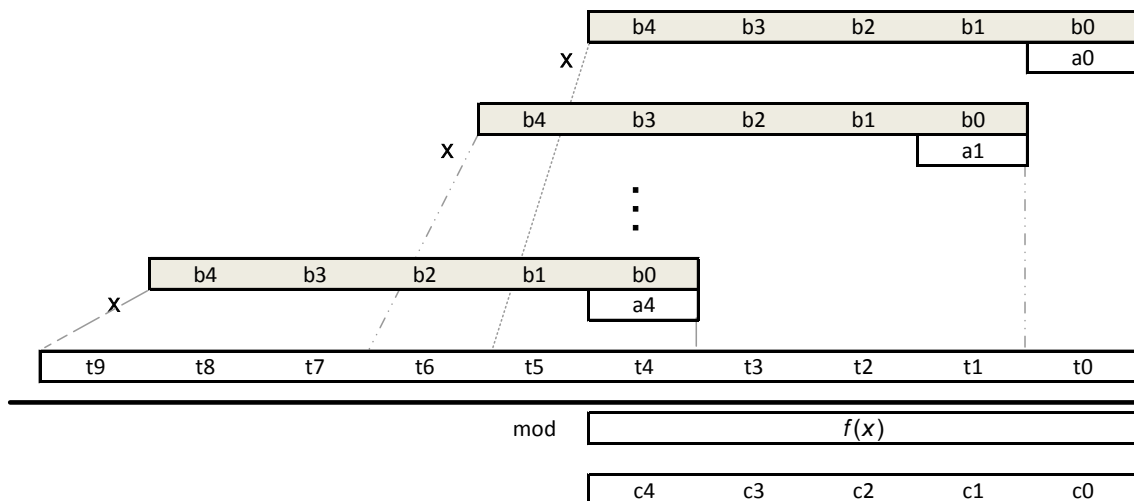 b4 b3 b2 b1 b0
x a0
b4 b3 b2 b1 b0
x a1
b4 b3 b2 b1 b0
x a4
t9 t8 t7 t6 t5 t4 t3 t2 t1 t0
mod f(x)
c4 c3 c2 c1 c0